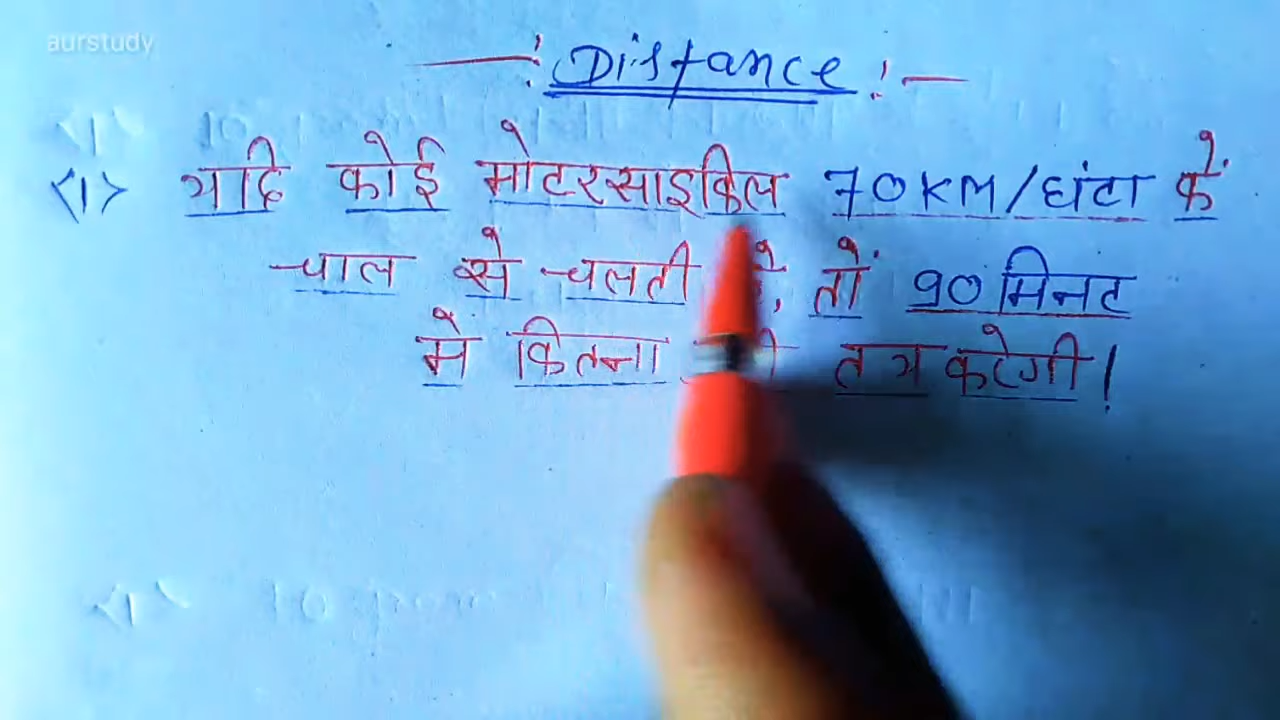 aurstudy
—: Distance :—
<1> यदि कोई मोटरसाइकिल 70KM/घंटा कें
चाल से चलती है, तों 90 मिनट
मे कितना तय करेगी।